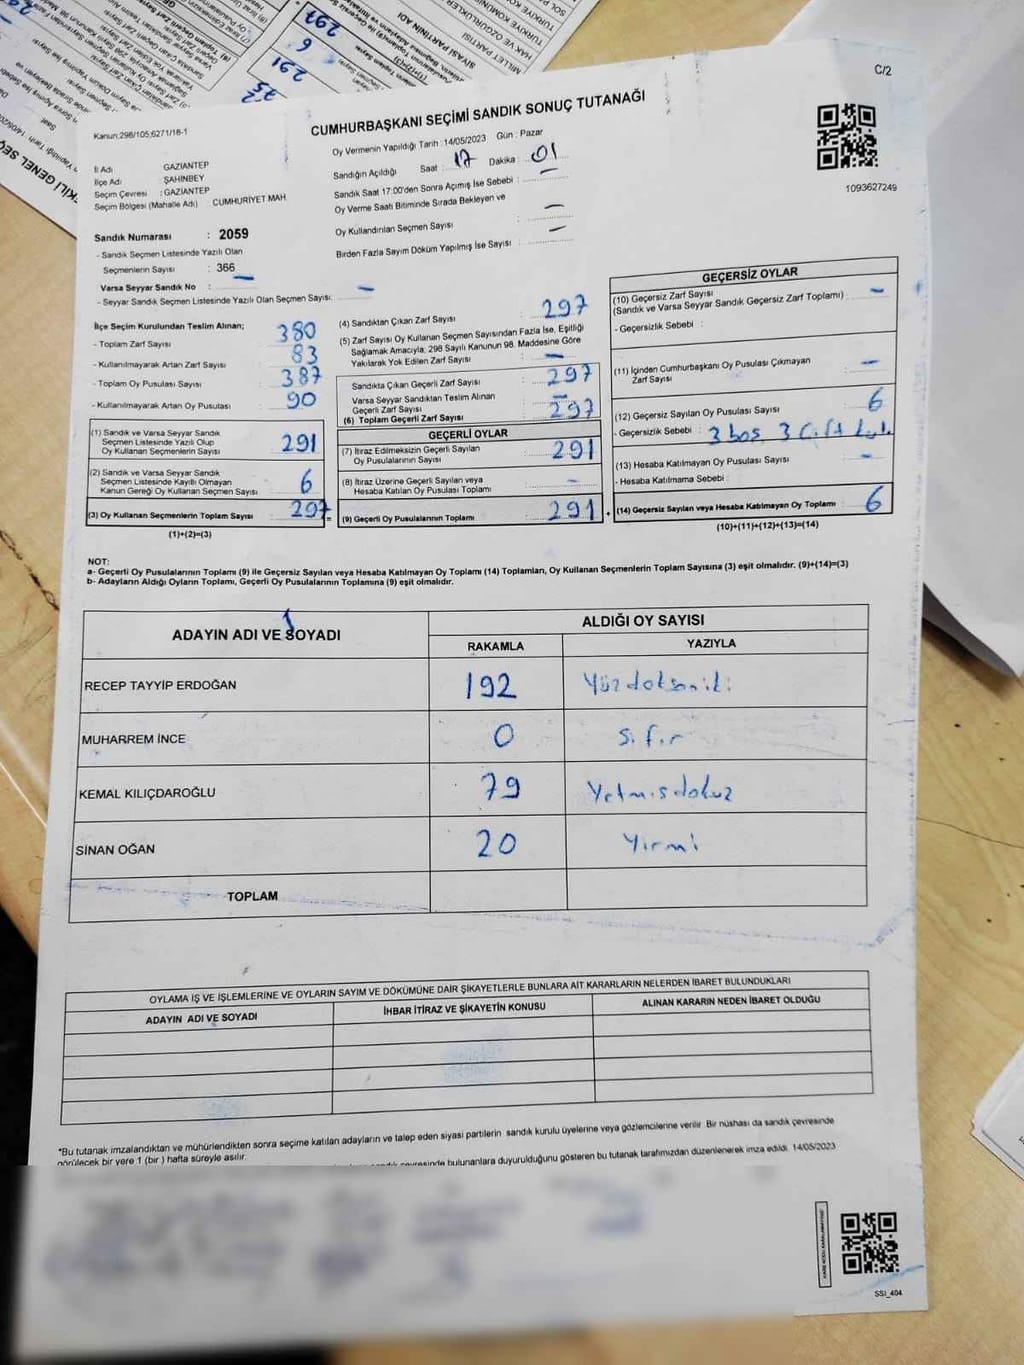 C/2
Kanun:298/105;6271/16-1
CUMHURBAŞKANI SEÇİMİ SANDIK SONUÇ TUTANAĞI
Oy Vermenin Yapıldığı Tarih : 14/05/2023 Gün : Pazar
Sandığın Açıldığı Saat : 17 Dakika : 01
Sandık Saat 17:00'den Sonra Açmış İse Sebebi : —
Oy Verme Saati Bitiminde Sırada Bekleyen ve
Oy Kullandırılan Seçmen Sayısı : —
Birden Fazla Sayım Döküm Yapılmış İse Sayısı : —
1093627249
İl Adı GAZİANTEP
İlçe Adı : ŞAHİNBEY
Seçim Çevresi : GAZİANTEP
Seçim Bölgesi (Mahalle Adı) CUMHURİYET MAH
Sandık Numarası : 2059
- Sandık Seçmen Listesinde Yazılı Olan
Seçmenlerin Sayısı : 366
Varsa Seyyar Sandık No : —
- Seyyar Sandık Seçmen Listesinde Yazılı Olan Seçmen Sayısı: —
İlçe Seçim Kurulundan Teslim Alınan;
- Toplam Zarf Sayısı : 380
- Kullanılmayarak Artan Zarf Sayısı : 83
- Toplam Oy Pusulası Sayısı : 387
- Kullanılmayarak Artan Oy Pusulası : 90
(1) Sandık ve Varsa Seyyar Sandık
Seçmen Listesinde Yazılı Olup
Oy Kullanan Seçmenlerin Sayısı 291
(2) Sandık ve Varsa Seyyar Sandık
Seçmen Listesinde Kayıtlı Olmayan
Kanun Gereği Oy Kullanan Seçmen Sayısı 6
(3) Oy Kullanan Seçmenlerin Toplam Sayısı 297
(1)+(2)=(3)
(4) Sandıktan Çıkan Zarf Sayısı : 297
(5) Zarf Sayısı Oy Kullanan Seçmen Sayısından Fazla İse, Eşitliği
Sağlamak Amacıyla; 298 Sayılı Kanunun 98. Maddesine Göre
Yakılarak Yok Edilen Zarf Sayısı : —
Sandıkta Çıkan Geçerli Zarf Sayısı : 297
Varsa Seyyar Sandıktan Teslim Alınan
Geçerli Zarf Sayısı : —
(6) Toplam Geçerli Zarf Sayısı : 297
GEÇERLİ OYLAR
(7) İtiraz Edilmeksizin Geçerli Sayılan
Oy Pusulalarının Sayısı : 291
(8) İtiraz Üzerine Geçerli Sayılan veya
Hesaba Katılan Oy Pusulası Toplamı : —
(9) Geçerli Oy Pusulalarının Toplamı : 291
GEÇERSİZ OYLAR
(10) Geçersiz Zarf Sayısı
(Sandık ve Varsa Seyyar Sandık Geçersiz Zarf Toplamı) : —
- Geçersizlik Sebebi :
(11) İçinden Cumhurbaşkanı Oy Pusulası Çıkmayan
Zarf Sayısı : —
(12) Geçersiz Sayılan Oy Pusulası Sayısı : 6
- Geçersizlik Sebebi : 3 boş 3 çift
(13) Hesaba Katılmayan Oy Pusulası Sayısı : —
- Hesaba Katılmama Sebebi :
(14) Geçersiz Sayılan veya Hesaba Katılmayan Oy Toplamı : 6
(10)+(11)+(12)+(13)=(14)
NOT:
a- Geçerli Oy Pusulalarının Toplamı (9) ile Geçersiz Sayılan veya Hesaba Katılmayan Oy Toplamı (14) Toplamları, Oy Kullanan Seçmenlerin Toplam Sayısına (3) eşit olmalıdır. (9)+(14)=(3)
b- Adayların Aldığı Oyların Toplamı, Geçerli Oy Pusulalarının Toplamına (9) eşit olmalıdır.
ADAYIN ADI VE SOYADI ALDIĞI OY SAYISI
RAKAMLA YAZIYLA
RECEP TAYYİP ERDOĞAN 192 Yüzdoksaniki
MUHARREM İNCE 0 Sıfır
KEMAL KILIÇDAROĞLU 79 Yetmişdokuz
SİNAN OĞAN 20 Yirmi
TOPLAM
OYLAMA İŞ VE İŞLEMLERİNE VE OYLARIN SAYIM VE DÖKÜMÜNE DAİR ŞİKAYETLERLE BUNLARA AİT KARARLARIN NELERDEN İBARET BULUNDUKLARI
ADAYIN ADI VE SOYADI İHBAR İTİRAZ VE ŞİKAYETİN KONUSU ALINAN KARARIN NEDEN İBARET OLDUĞU
*Bu tutanak imzalandıktan ve mühürlendikten sonra seçime katılan adayların ve talep eden siyasi partilerin sandık kurulu üyelerine veya gözlemcilerine verilir. Bir nüshası da sandık çevresinde
görülecek bir yere 1 (bir ) hafta süreyle asılır.
bulunanlara duyurulduğunu gösteren bu tutanak tarafımızdan düzenlenerek imza edildi. 14/05/2023
SSI_404